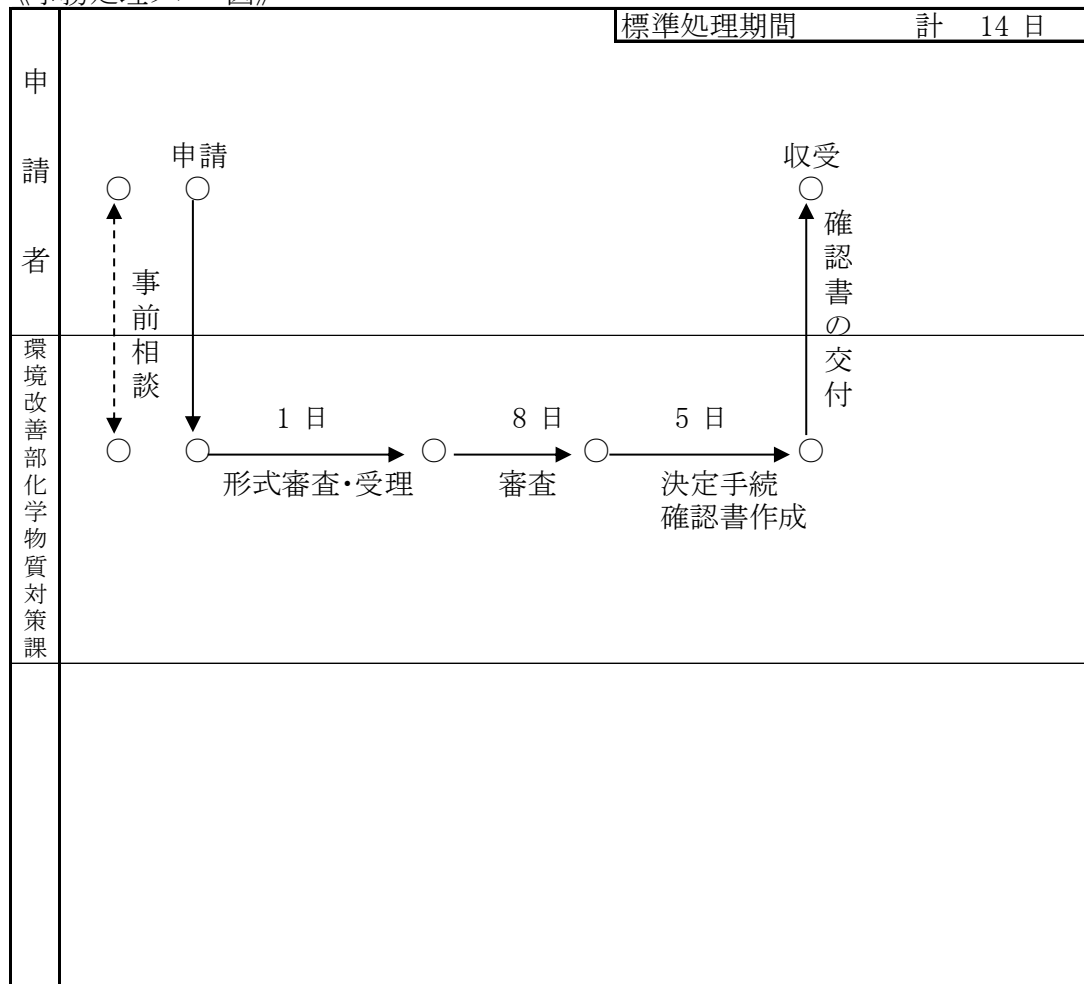 標準処理期間 計 14 日
申請者
申請
収受
事前相談
確認書の交付
環境改善部化学物質対策課
1 日
8 日
5 日
形式審査・受理
審査
決定手続
確認書作成